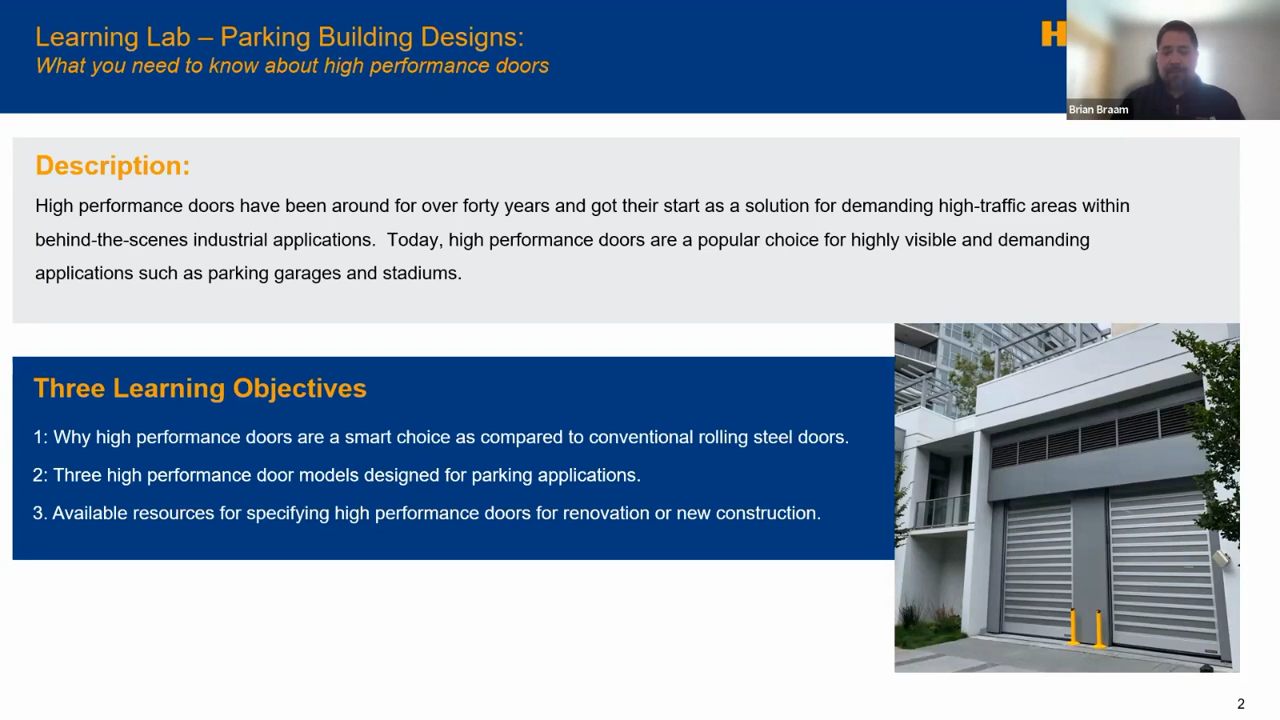 Learning Lab – Parking Building Designs:
What you need to know about high performance doors
H
Brian Braam
Description:
High performance doors have been around for over forty years and got their start as a solution for demanding high-traffic areas within
behind-the-scenes industrial applications.  Today, high performance doors are a popular choice for highly visible and demanding
applications such as parking garages and stadiums.
Three Learning Objectives
1: Why high performance doors are a smart choice as compared to conventional rolling steel doors.
2: Three high performance door models designed for parking applications.
3. Available resources for specifying high performance doors for renovation or new construction.
2